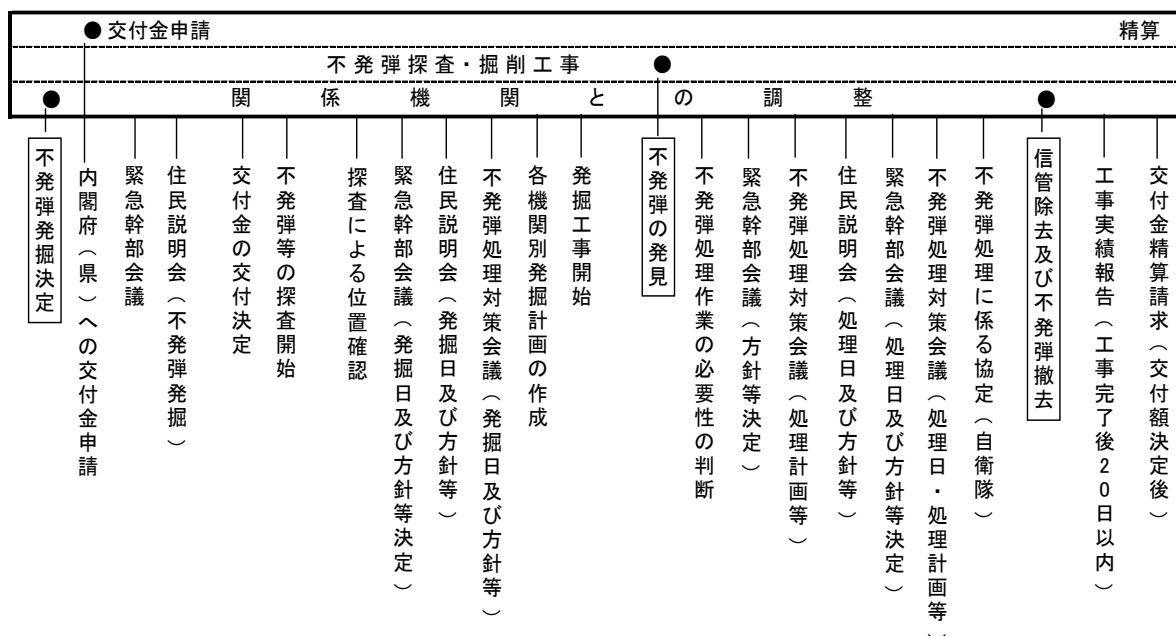 ●交付金申請
精算
不発弾探査・掘削工事
●
●
関係機関との調整
●
不発弾発掘決定
内閣府（県）への交付金申請
緊急幹部会議
住民説明会（不発弾発掘）
交付金の交付決定
不発弾等の探査開始
探査による位置確認
緊急幹部会議（発掘日及び方針等決定）
住民説明会（発掘日及び方針等）
不発弾処理対策会議（発掘日及び方針等）
各機関別発掘計画の作成
発掘工事開始
不発弾の発見
不発弾処理作業の必要性の判断
緊急幹部会議（方針等決定）
不発弾処理対策会議（処理計画等）
住民説明会（処理日及び方針等）
緊急幹部会議（処理日及び方針等決定）
不発弾処理対策会議（処理日・処理計画等）
不発弾処理に係る協定（自衛隊）
信管除去及び不発弾撤去
工事実績報告（工事完了後20日以内）
交付金精算請求（交付額決定後）